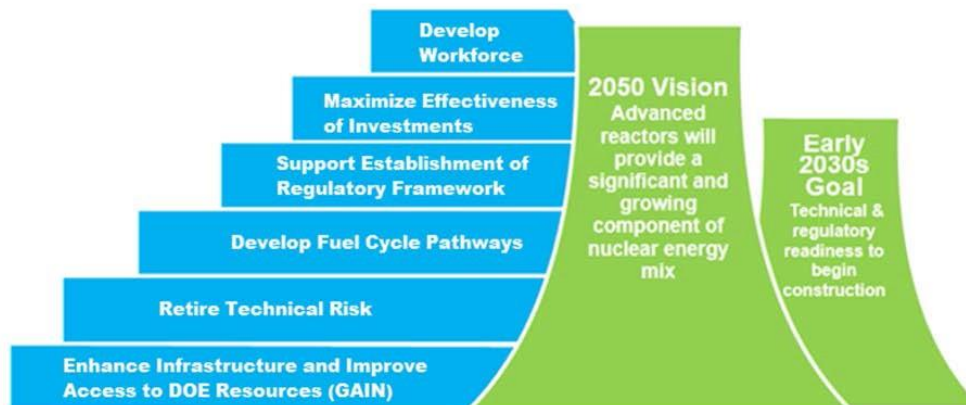 Develop
Workforce
Maximize Effectiveness
of Investments
Support Establishment of
Regulatory Framework
Develop Fuel Cycle Pathways
Retire Technical Risk
Enhance Infrastructure and Improve
Access to DOE Resources (GAIN)
2050 Vision
Advanced
reactors will
provide a
significant and
growing
component of
nuclear energy
mix
Early
2030s
Goal
Technical &
regulatory
readiness to
begin
construction